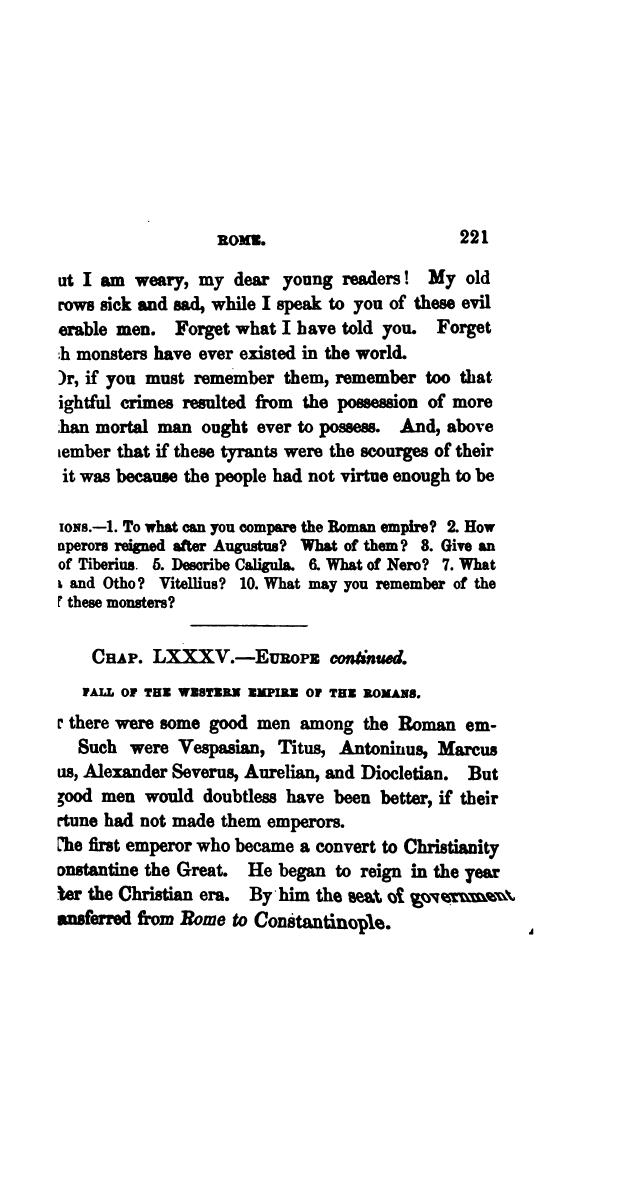 ROME. 221
ut I am weary, my dear young readers! My old
rows sick and sad, while I speak to you of these evil
erable men. Forget what I have told you. Forget
h monsters have ever existed in the world.
Or, if you must remember them, remember too that
ightful crimes resulted from the possession of more
han mortal man ought ever to possess. And, above
ember that if these tyrants were the scourges of their
it was because the people had not virtue enough to be
IONS.—1. To what can you compare the Roman empire? 2. How
mperors reigned after Augustus? What of them? 3. Give an
of Tiberius. 5. Describe Caligula. 6. What of Nero? 7. What
and Otho? Vitellius? 10. What may you remember of the
f these monsters?
CHAP. LXXXV.—EUROPE continued.
FALL OF THE WESTERN EMPIRE OF THE ROMANS.
r there were some good men among the Roman em-
Such were Vespasian, Titus, Antoninus, Marcus
us, Alexander Severus, Aurelian, and Diocletian. But
good men would doubtless have been better, if their
rtune had not made them emperors.
The first emperor who became a convert to Christianity
onstantine the Great. He began to reign in the year
ter the Christian era. By him the seat of government
ansferred from Rome to Constantinople.